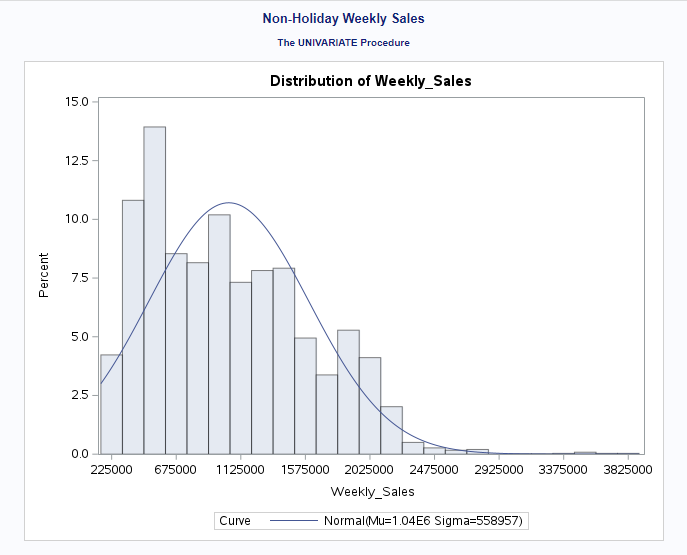 Non-Holiday Weekly Sales
The UNIVARIATE Procedure
Distribution of Weekly_Sales
15.0
12.5
10.0
7.5
5.0
2.5
0.0
Percent
225000 675000 1125000 1575000 2025000 2475000 2925000 3375000 3825000
Weekly_Sales
Curve Normal(Mu=1.04E6 Sigma=558957)